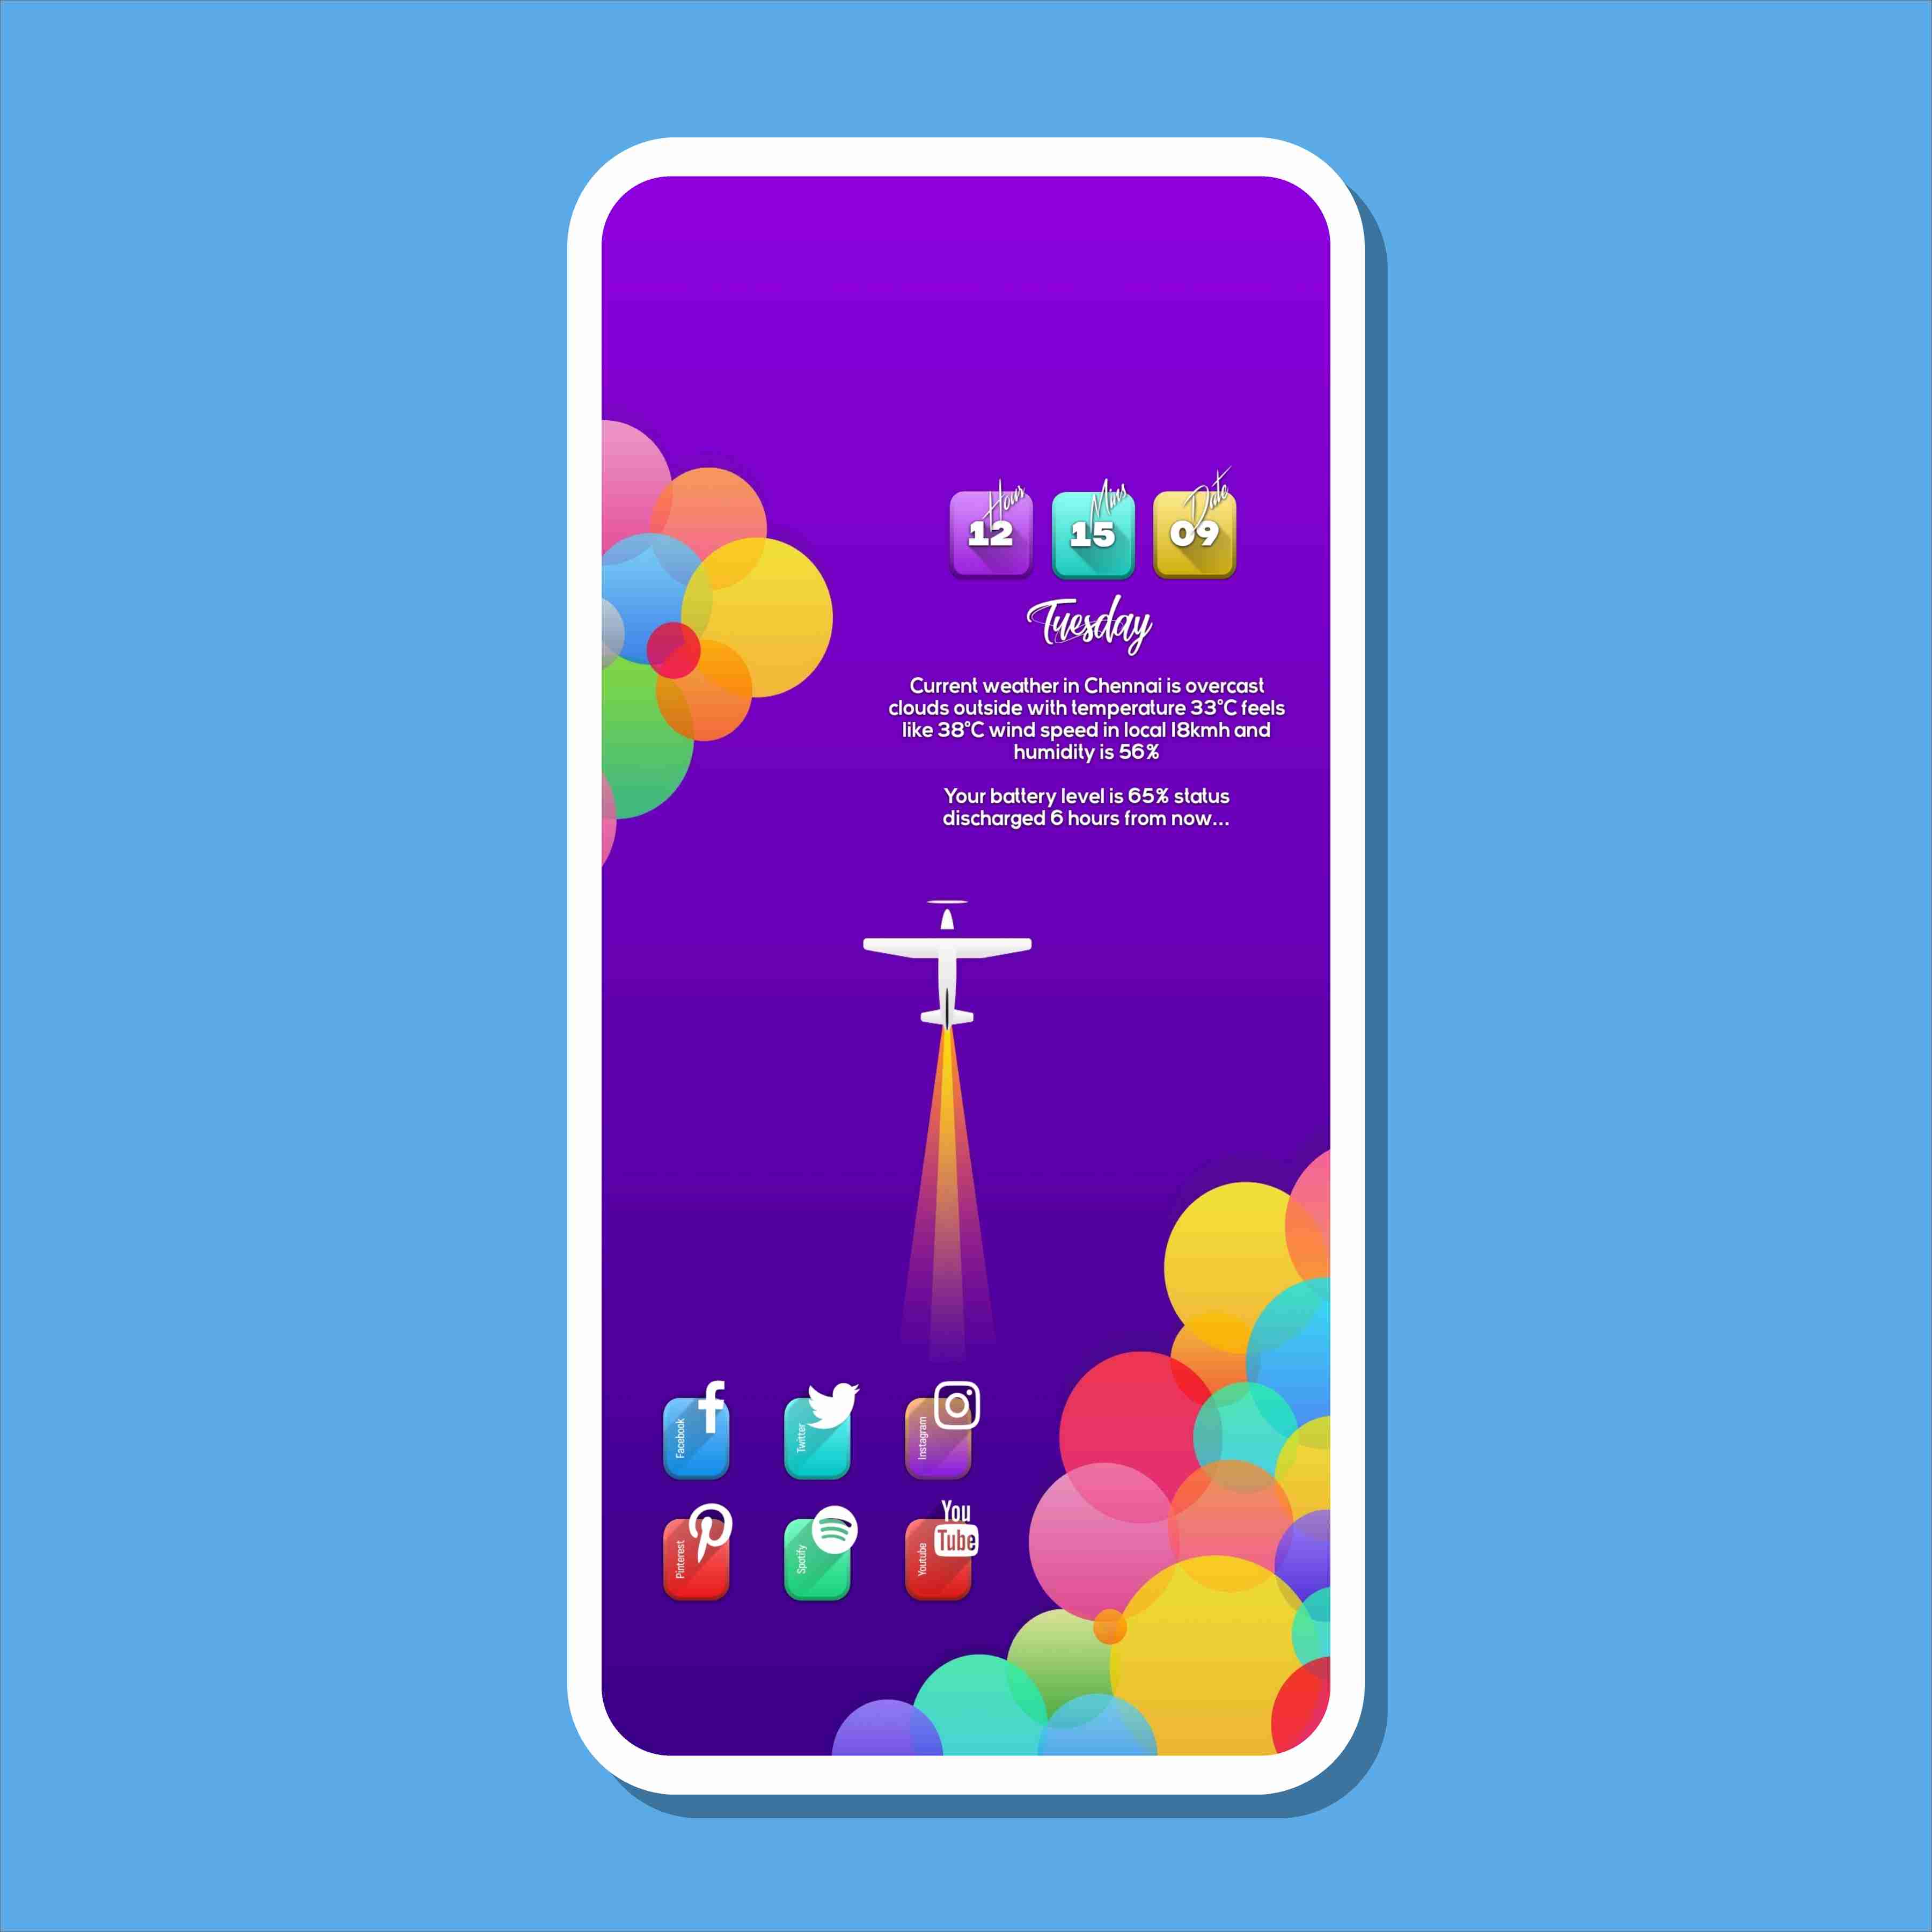 Hour Mins Date
12 15 09
Tuesday
Current weather in Chennai is overcast
clouds outside with temperature 33°C feels
like 38°C wind speed in local 18kmh and
humidity is 56%
Your battery level is 65% status
discharged 6 hours from now...
Facebook Twitter Instagram
You
Tube
Pinterest Spotify Youtube